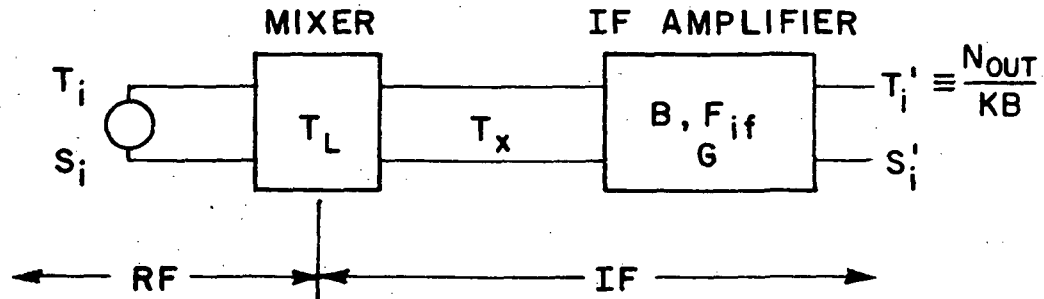 MIXER
IF AMPLIFIER
T_i
S_i
T_L
T_x
B, F_if
G
T_i' ≡ N_OUT / KB
S_i'
RF
IF